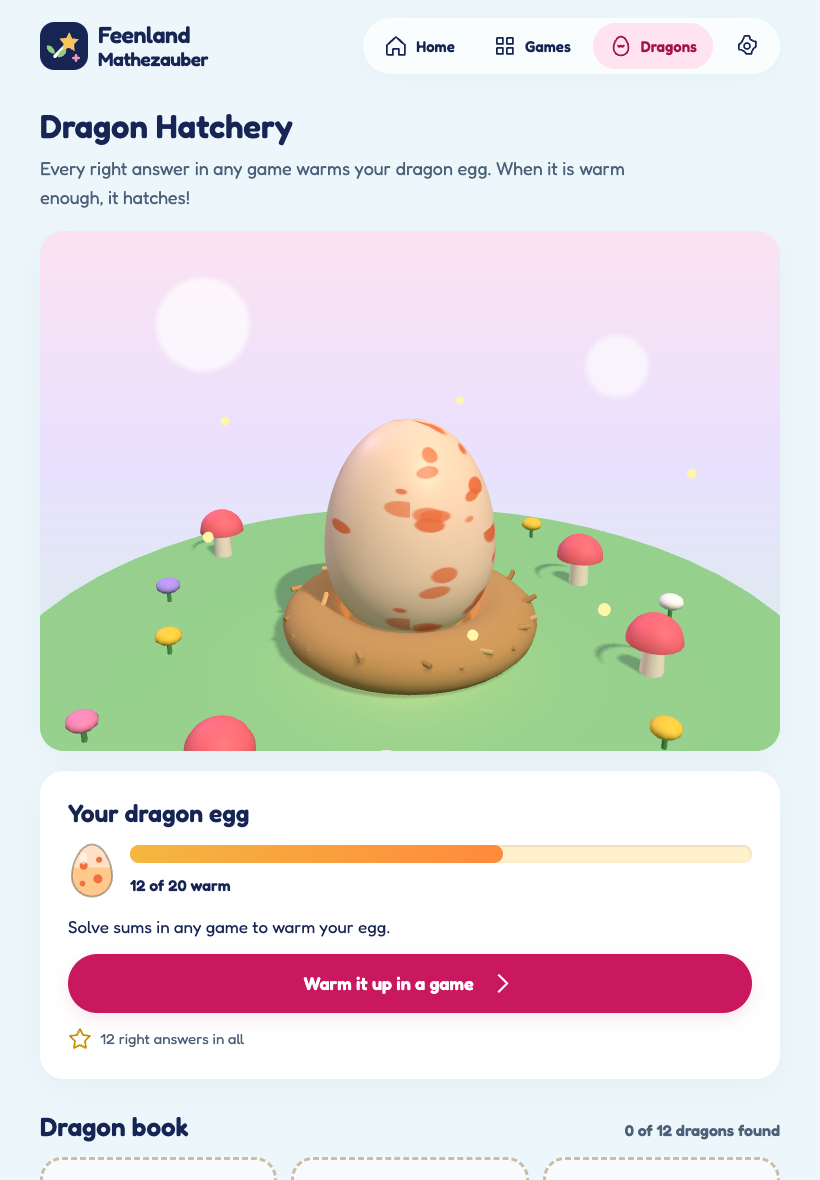 Feenland
Mathezauber
Home
Games
Dragons
Dragon Hatchery
Every right answer in any game warms your dragon egg. When it is warm
enough, it hatches!
Your dragon egg
12 of 20 warm
Solve sums in any game to warm your egg.
Warm it up in a game
12 right answers in all
Dragon book
0 of 12 dragons found